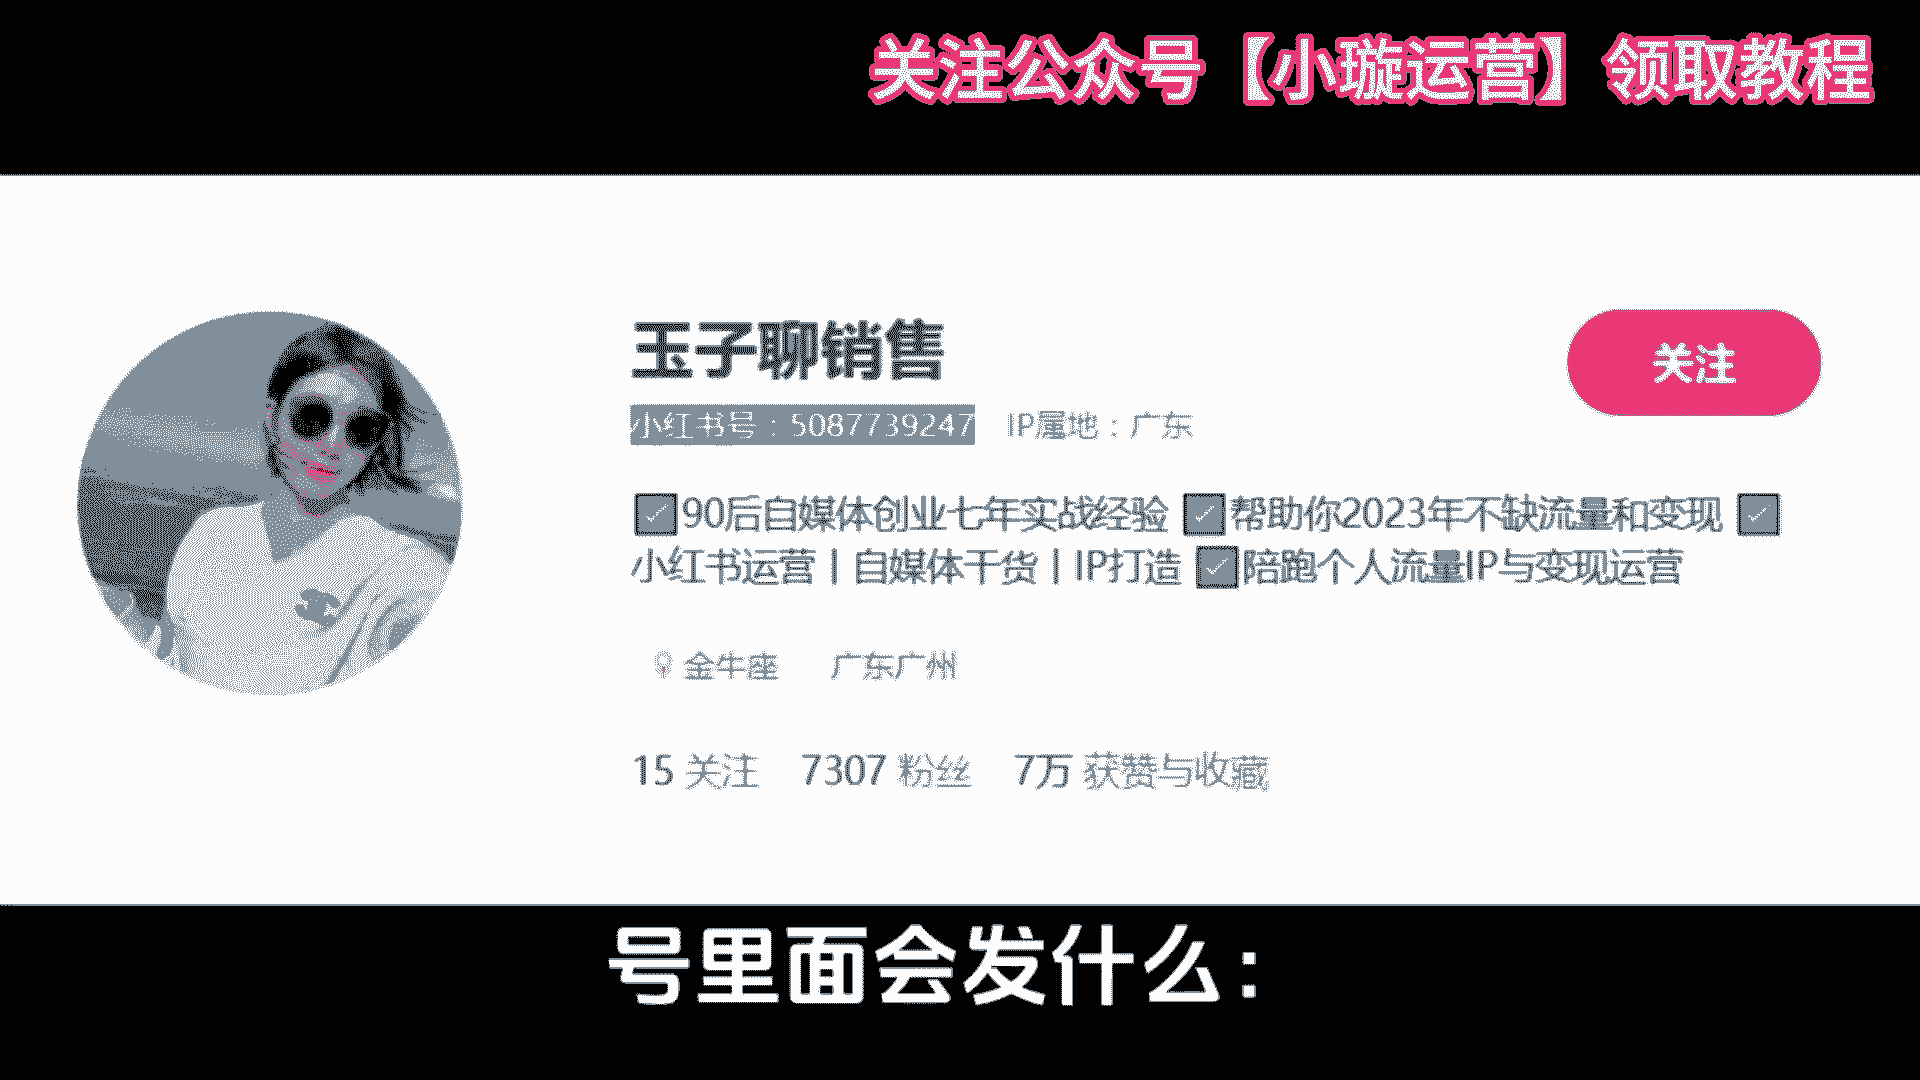 关注公众号【小璇运营】领取教程
玉子聊销售
关注
小红书号：5087739247 IP属地：广东
✅90后自媒体创业七年实战经验 ✅帮助你2023年不缺流量和变现 ✅
小红书运营丨自媒体干货丨IP打造 ✅陪跑个人流量IP与变现运营
金牛座 广东广州
15 关注 7307 粉丝 7万 获赞与收藏
号里面会发什么：